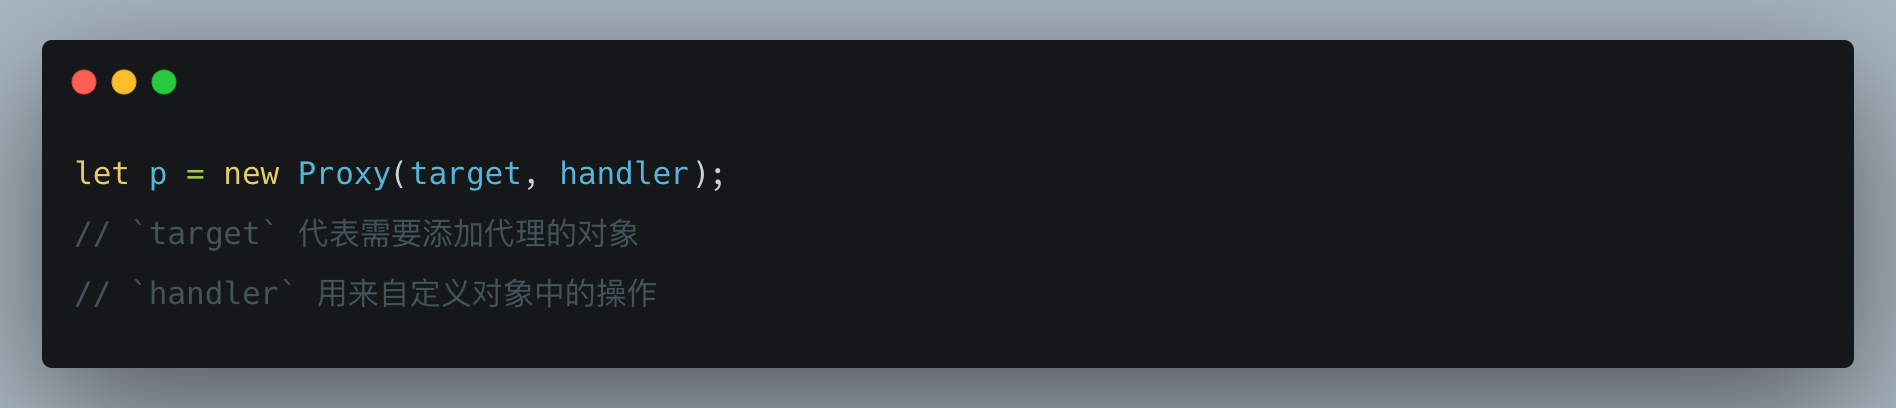 let p = new Proxy(target, handler);
// `target` 代表需要添加代理的对象
// `handler` 用来自定义对象中的操作